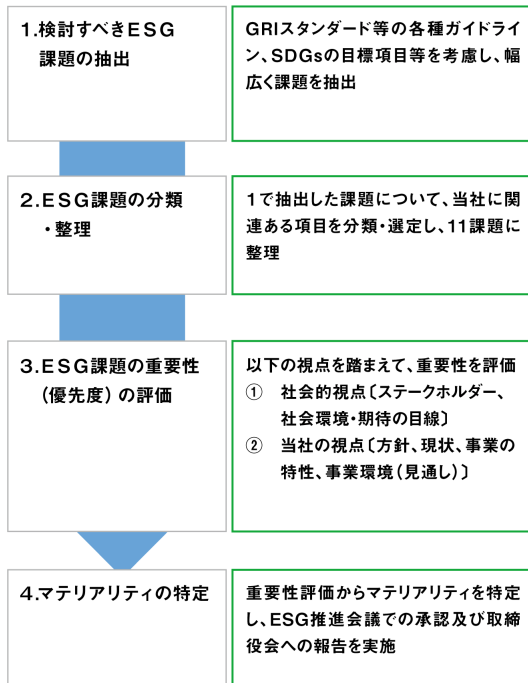 1.検討すべきESG
課題の抽出
GRIスタンダード等の各種ガイドライ
ン、SDGsの目標項目等を考慮し、幅
広く課題を抽出
2.ESG課題の分類
・整理
1で抽出した課題について、当社に関
連ある項目を分類・選定し、11課題に
整理
3.ESG課題の重要性
(優先度)の評価
以下の視点を踏まえて、重要性を評価
① 社会的視点〔ステークホルダー、
社会環境・期待の目線〕
② 当社の視点〔方針、現状、事業の
特性、事業環境(見通し)〕
4.マテリアリティの特定
重要性評価からマテリアリティを特定
し、ESG推進会議での承認及び取締
役会への報告を実施